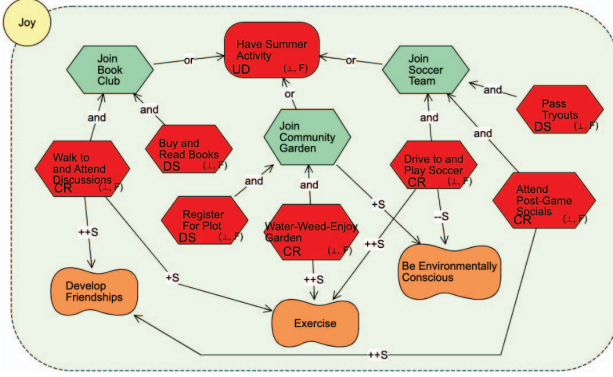 Joy
Join
Book
Club
or
Have Summer
Activity
UD (⊥, F)
or
Join
Soccer
Team
and
and
or
and
Pass
Tryouts
DS (⊥, F)
Walk to
and Attend
Discussions
CR (⊥, F)
Buy and
Read Books
DS (⊥, F)
Join
Community
Garden
and
and
Drive to and
Play Soccer
CR (⊥, F)
and
and
Attend
Post-Game
Socials
CR (⊥, F)
Register
For Plot
DS (⊥, F)
Water-Weed-Enjoy
Garden
CR (⊥, F)
+S
--S
++S
++S
++S
+S
Develop
Friendships
Be Environmentally
Conscious
Exercise
++S